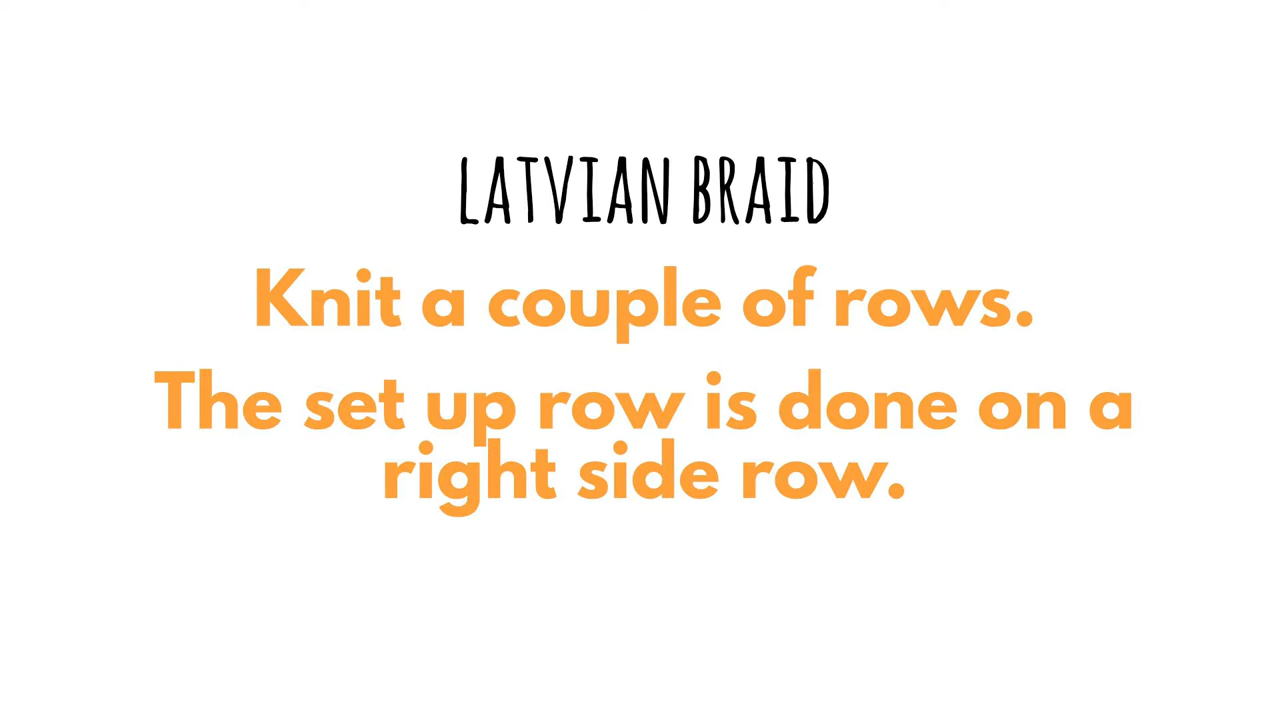 LATVIAN BRAID
Knit a couple of rows.
The set up row is done on a
right side row.